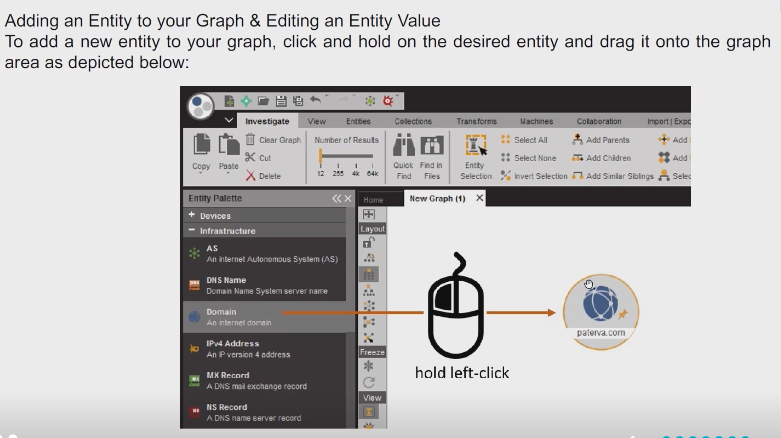 Adding an Entity to your Graph & Editing an Entity Value
To add a new entity to your graph, click and hold on the desired entity and drag it onto the graph
area as depicted below:
Investigate View Entities Collections Transforms Machines Collaboration Import | Expo
Clear Graph Number of Results Select All Add Parents Add
Cut Select None Add Children Add
Copy Paste Delete 12 255 4k 64k Quick Find Find in Files Entity Selection Invert Selection Add Similar Siblings Selec
Entity Palette Home New Graph (1)
+ Devices
− Infrastructure Layout
AS
An internet Autonomous System (AS)
DNS Name
Domain Name System server name
Domain
An internet domain
paterva.com
IPv4 Address
An IP version 4 address
Freeze
MX Record
A DNS mail exchange record
hold left-click
View
NS Record
A DNS name server record